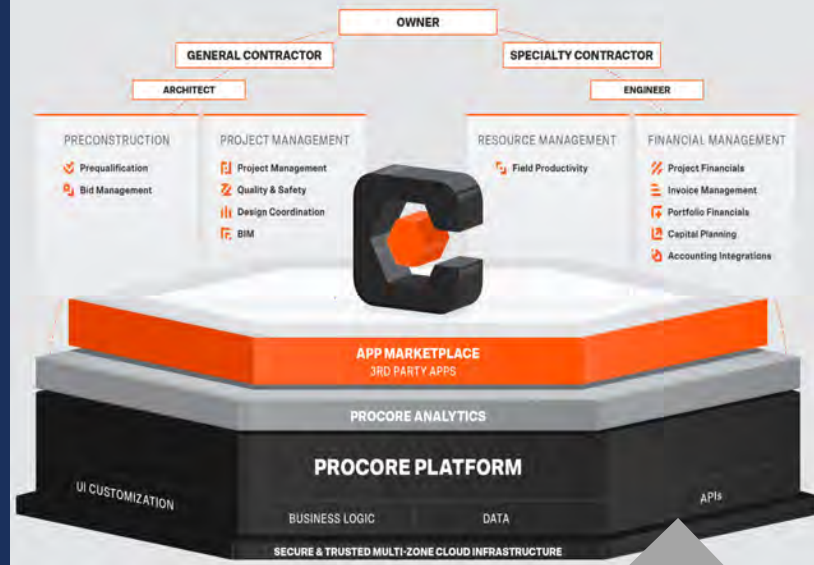 OWNER
GENERAL CONTRACTOR
SPECIALTY CONTRACTOR
ARCHITECT
ENGINEER
PRECONSTRUCTION
Prequalification
Bid Management
PROJECT MANAGEMENT
Project Management
Quality & Safety
Design Coordination
BIM
RESOURCE MANAGEMENT
Field Productivity
FINANCIAL MANAGEMENT
Project Financials
Invoice Management
Portfolio Financials
Capital Planning
Accounting Integrations
APP MARKETPLACE
3RD PARTY APPS
PROCORE ANALYTICS
PROCORE PLATFORM
UI CUSTOMIZATION
BUSINESS LOGIC
DATA
APIs
SECURE & TRUSTED MULTI-ZONE CLOUD INFRASTRUCTURE